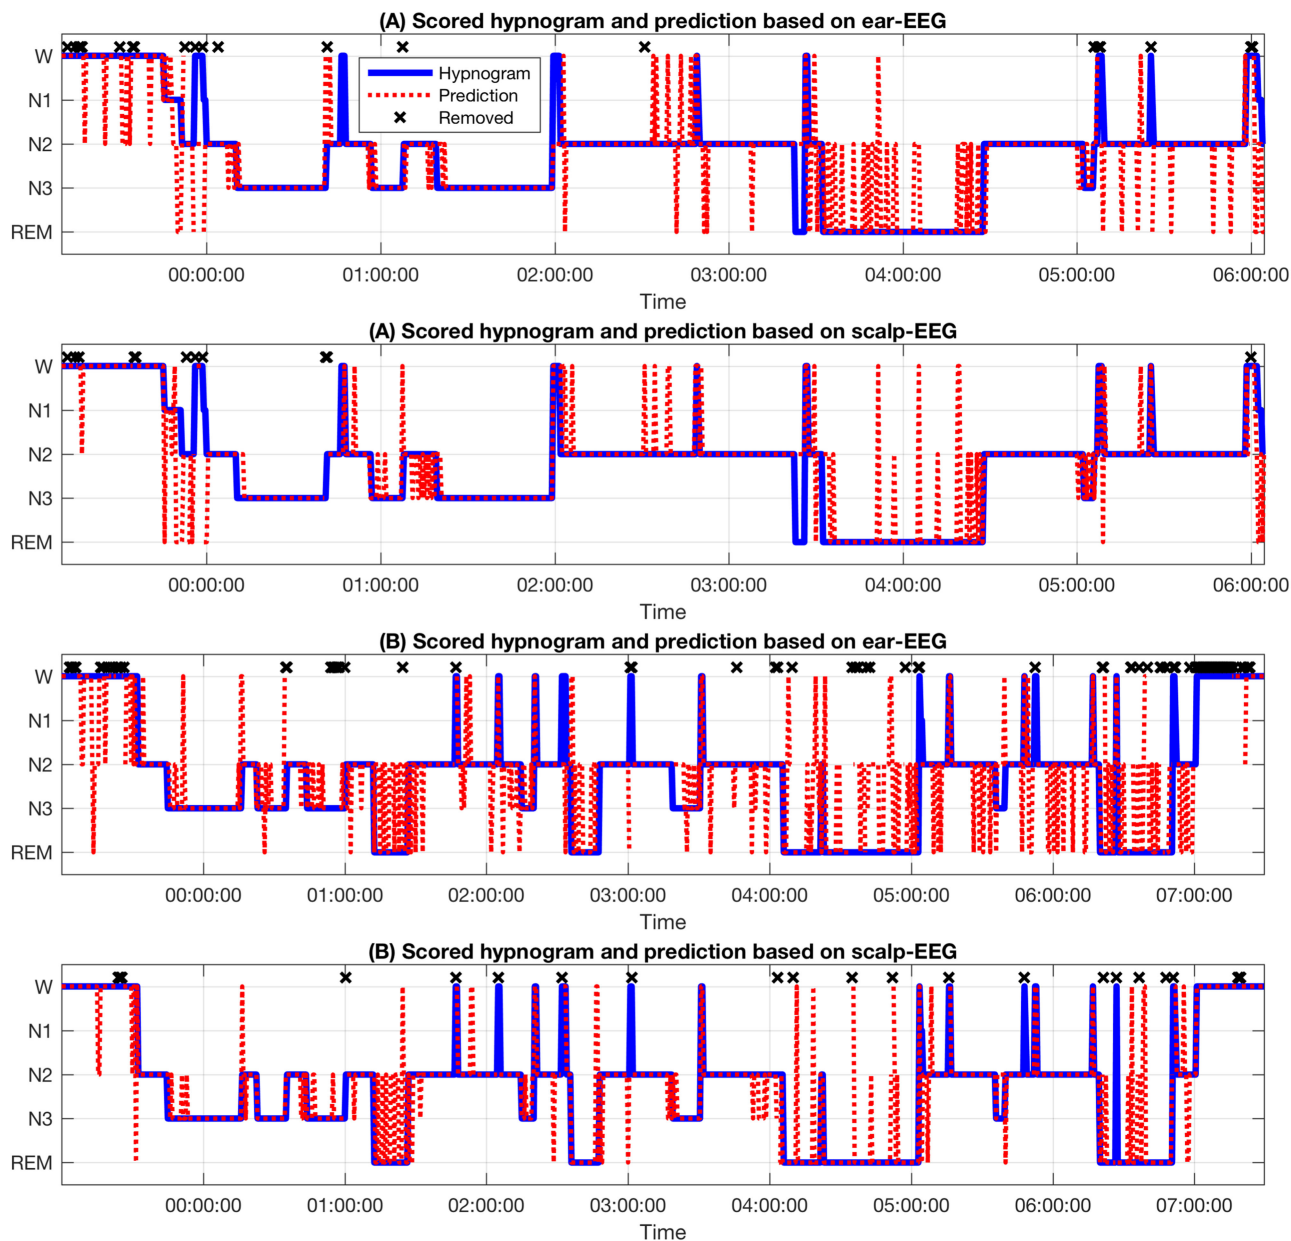 (A) Scored hypnogram and prediction based on ear-EEG
W
N1
N2
N3
REM
Hypnogram
Prediction
Removed
00:00:00 01:00:00 02:00:00 03:00:00 04:00:00 05:00:00 06:00:00
Time
(A) Scored hypnogram and prediction based on scalp-EEG
W
N1
N2
N3
REM
00:00:00 01:00:00 02:00:00 03:00:00 04:00:00 05:00:00 06:00:00
Time
(B) Scored hypnogram and prediction based on ear-EEG
W
N1
N2
N3
REM
00:00:00 01:00:00 02:00:00 03:00:00 04:00:00 05:00:00 06:00:00 07:00:00
Time
(B) Scored hypnogram and prediction based on scalp-EEG
W
N1
N2
N3
REM
00:00:00 01:00:00 02:00:00 03:00:00 04:00:00 05:00:00 06:00:00 07:00:00
Time